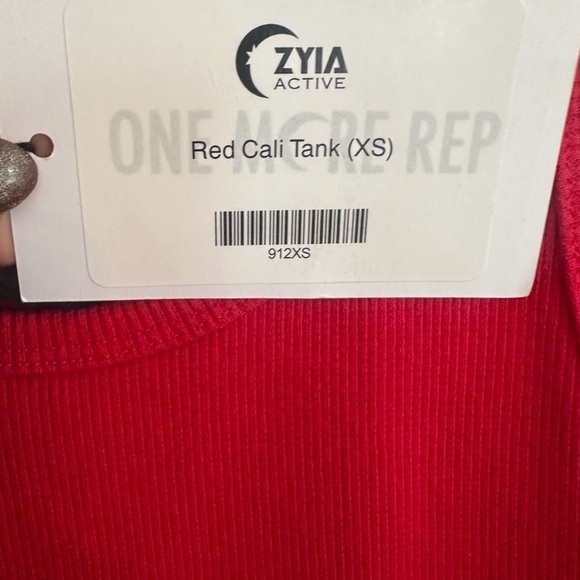 ZYIA
ACTIVE
ONE MORE REP
Red Cali Tank (XS)
912XS